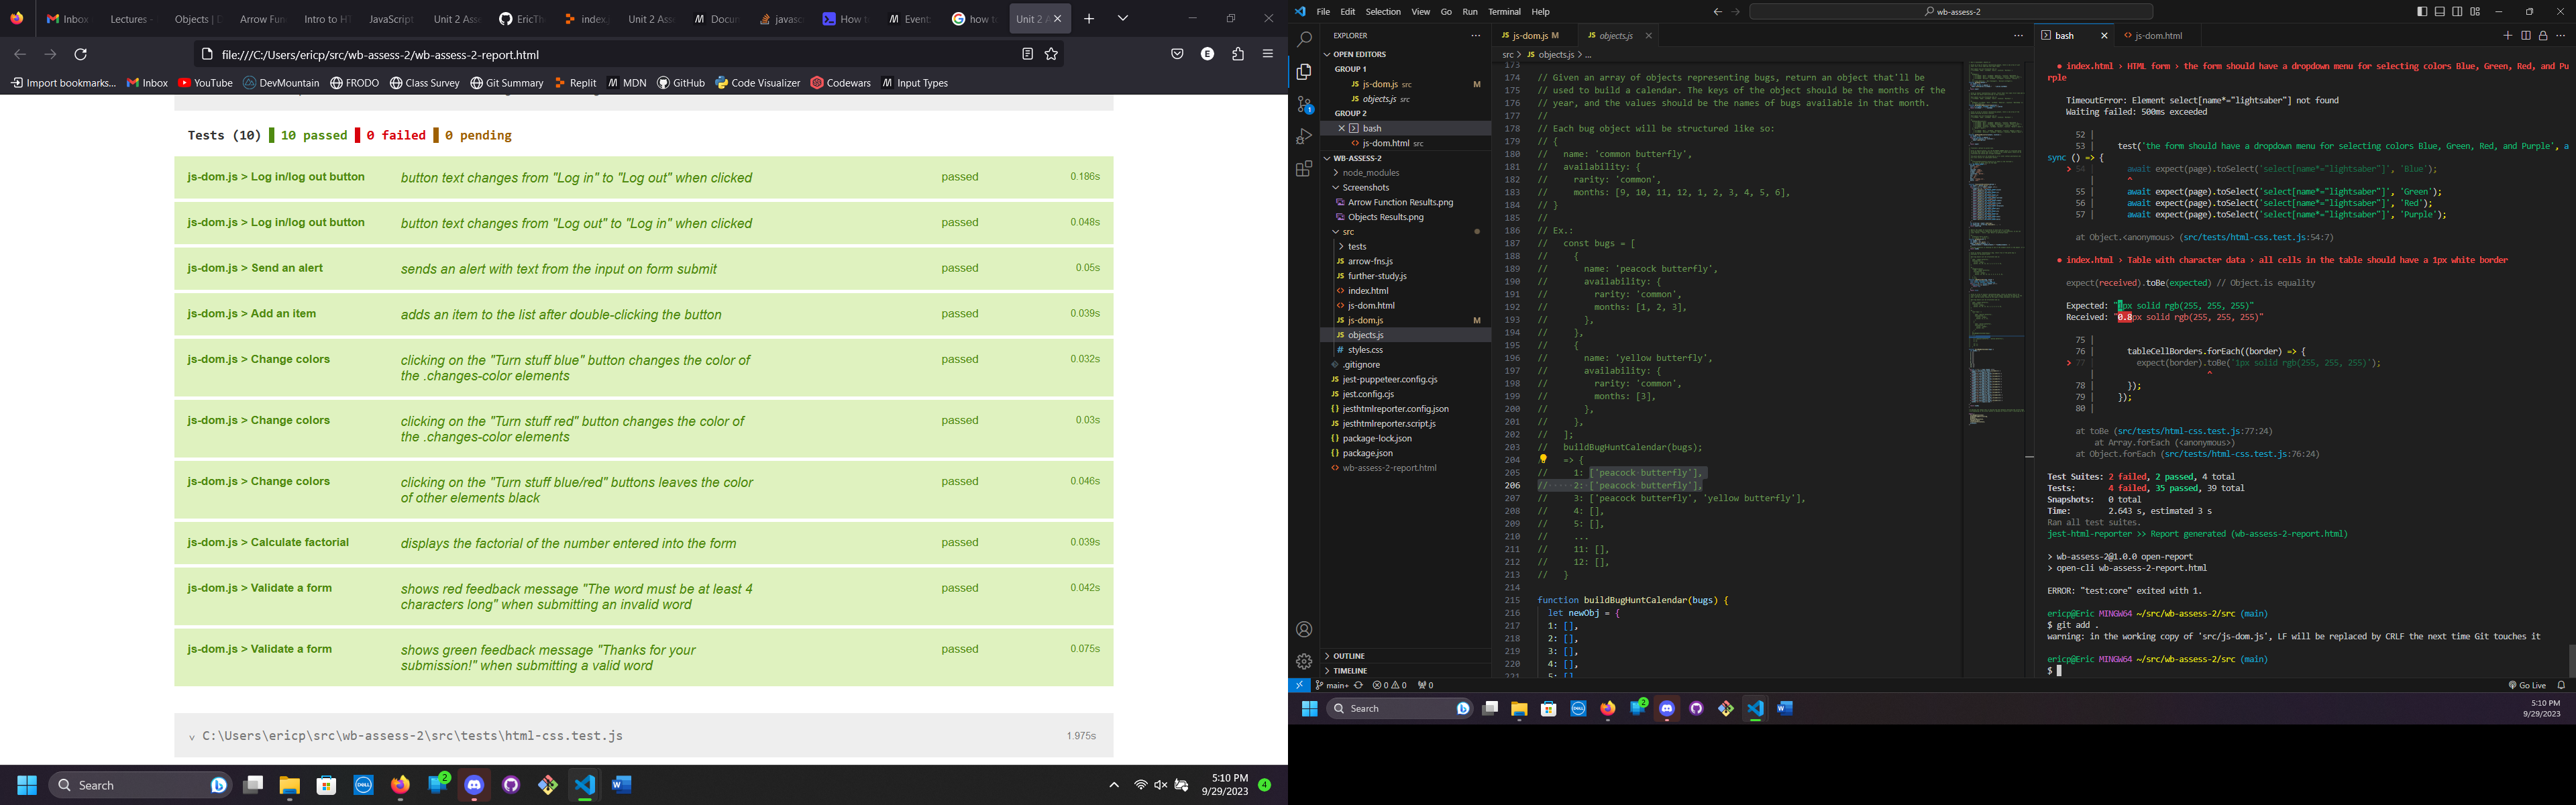 Inbox
Lectures -
Objects | D
Arrow Fun
Intro to HT
JavaScript
Unit 2 Asse
EricThe
index.j
Unit 2 Asse
Docum
javasc
How to
Event:
how to
Unit 2 A
file:///C:/Users/ericp/src/wb-assess-2/wb-assess-2-report.html
Import bookmarks...
Inbox
YouTube
DevMountain
FRODO
Class Survey
Git Summary
Replit
MDN
GitHub
Code Visualizer
Codewars
Input Types
Tests (10) 10 passed 0 failed 0 pending
js-dom.js > Log in/log out button button text changes from "Log in" to "Log out" when clicked passed 0.186s
js-dom.js > Log in/log out button button text changes from "Log out" to "Log in" when clicked passed 0.048s
js-dom.js > Send an alert sends an alert with text from the input on form submit passed 0.05s
js-dom.js > Add an item adds an item to the list after double-clicking the button passed 0.039s
js-dom.js > Change colors clicking on the "Turn stuff blue" button changes the color of passed 0.032s
the .changes-color elements
js-dom.js > Change colors clicking on the "Turn stuff red" button changes the color of passed 0.03s
the .changes-color elements
js-dom.js > Change colors clicking on the "Turn stuff blue/red" buttons leaves the color passed 0.046s
of other elements black
js-dom.js > Calculate factorial displays the factorial of the number entered into the form passed 0.039s
js-dom.js > Validate a form shows red feedback message "The word must be at least 4 passed 0.042s
characters long" when submitting an invalid word
js-dom.js > Validate a form shows green feedback message "Thanks for your passed 0.075s
submission!" when submitting a valid word
C:\Users\ericp\src\wb-assess-2\src\tests\html-css.test.js 1.975s
Search
2
5:10 PM
9/29/2023
4
File Edit Selection View Go Run Terminal Help
wb-assess-2
EXPLORER
OPEN EDITORS
GROUP 1
js-dom.js src M
objects.js src
GROUP 2
bash
js-dom.html src
WB-ASSESS-2
node_modules
Screenshots
Arrow Function Results.png
Objects Results.png
src
tests
arrow-fns.js
further-study.js
index.html
js-dom.html
js-dom.js M
objects.js
styles.css
.gitignore
jest-puppeteer.config.cjs
jest.config.cjs
jesthtmlreporter.config.json
jesthtmlreporter.script.js
package-lock.json
package.json
wb-assess-2-report.html
OUTLINE
TIMELINE
main+ 0 0 0
js-dom.js M
objects.js
src > objects.js > ...
173
174 // Given an array of objects representing bugs, return an object that'll be
175 // used to build a calendar. The keys of the object should be the months of the
176 // year, and the values should be the names of bugs available in that month.
177 //
178 // Each bug object will be structured like so:
179 // {
180 // name: 'common butterfly',
181 // availability: {
182 // rarity: 'common',
183 // months: [9, 10, 11, 12, 1, 2, 3, 4, 5, 6],
184 // }
185 //
186 // Ex.:
187 // const bugs = [
188 // {
189 // name: 'peacock butterfly',
190 // availability: {
191 // rarity: 'common',
192 // months: [1, 2, 3],
193 // },
194 // },
195 // {
196 // name: 'yellow butterfly',
197 // availability: {
198 // rarity: 'common',
199 // months: [3],
200 // },
201 // },
202 // ];
203 // buildBugHuntCalendar(bugs);
204 => {
205 // 1: ['peacock butterfly'],
206 // 2: ['peacock butterfly'],
207 // 3: ['peacock butterfly', 'yellow butterfly'],
208 // 4: [],
209 // 5: [],
210 // ...
211 // 11: [],
212 // 12: [],
213 // }
214
215 function buildBugHuntCalendar(bugs) {
216 let newObj = {
217 1: [],
218 2: [],
219 3: [],
220 4: [],
221 5: []
bash
js-dom.html
● index.html › HTML form › the form should have a dropdown menu for selecting colors Blue, Green, Red, and Pu
rple
TimeoutError: Element select[name*="lightsaber"] not found
Waiting failed: 500ms exceeded
52 |
53 | test('the form should have a dropdown menu for selecting colors Blue, Green, Red, and Purple', a
sync () => {
> 54 | await expect(page).toSelect('select[name*="lightsaber"]', 'Blue');
| ^
55 | await expect(page).toSelect('select[name*="lightsaber"]', 'Green');
56 | await expect(page).toSelect('select[name*="lightsaber"]', 'Red');
57 | await expect(page).toSelect('select[name*="lightsaber"]', 'Purple');
at Object.<anonymous> (src/tests/html-css.test.js:54:7)
● index.html › Table with character data › all cells in the table should have a 1px white border
expect(received).toBe(expected) // Object.is equality
Expected: "1px solid rgb(255, 255, 255)"
Received: "0.8px solid rgb(255, 255, 255)"
75 |
76 | tableCellBorders.forEach((border) => {
> 77 | expect(border).toBe('1px solid rgb(255, 255, 255)');
| ^
78 | });
79 | });
80 |
at toBe (src/tests/html-css.test.js:77:24)
at Array.forEach (<anonymous>)
at Object.forEach (src/tests/html-css.test.js:76:24)
Test Suites: 2 failed, 2 passed, 4 total
Tests: 4 failed, 35 passed, 39 total
Snapshots: 0 total
Time: 2.643 s, estimated 3 s
Ran all test suites.
jest-html-reporter >> Report generated (wb-assess-2-report.html)
> wb-assess-2@1.0.0 open-report
> open-cli wb-assess-2-report.html
ERROR: "test:core" exited with 1.
ericp@Eric MINGW64 ~/src/wb-assess-2/src (main)
$ git add .
warning: in the working copy of 'src/js-dom.js', LF will be replaced by CRLF the next time Git touches it
ericp@Eric MINGW64 ~/src/wb-assess-2/src (main)
$
Go Live
Search
2
5:10 PM
9/29/2023